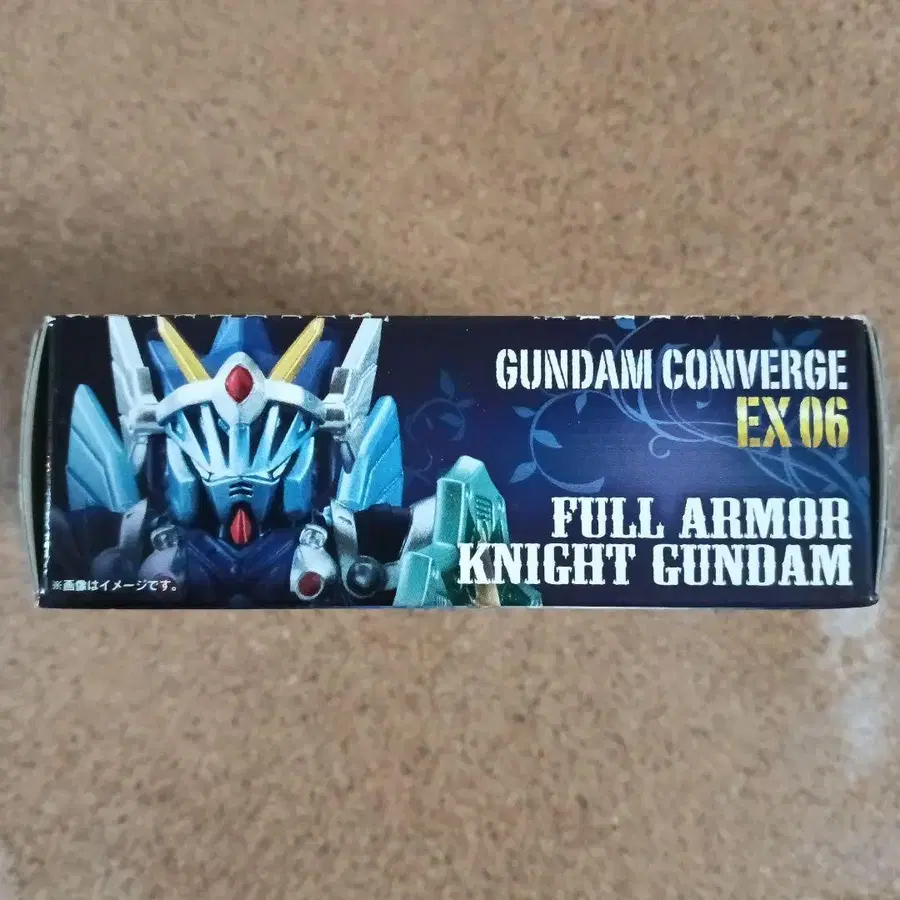 GUNDAM CONVERGE
EX 06
FULL ARMOR
KNIGHT GUNDAM
※画像はイメージです。